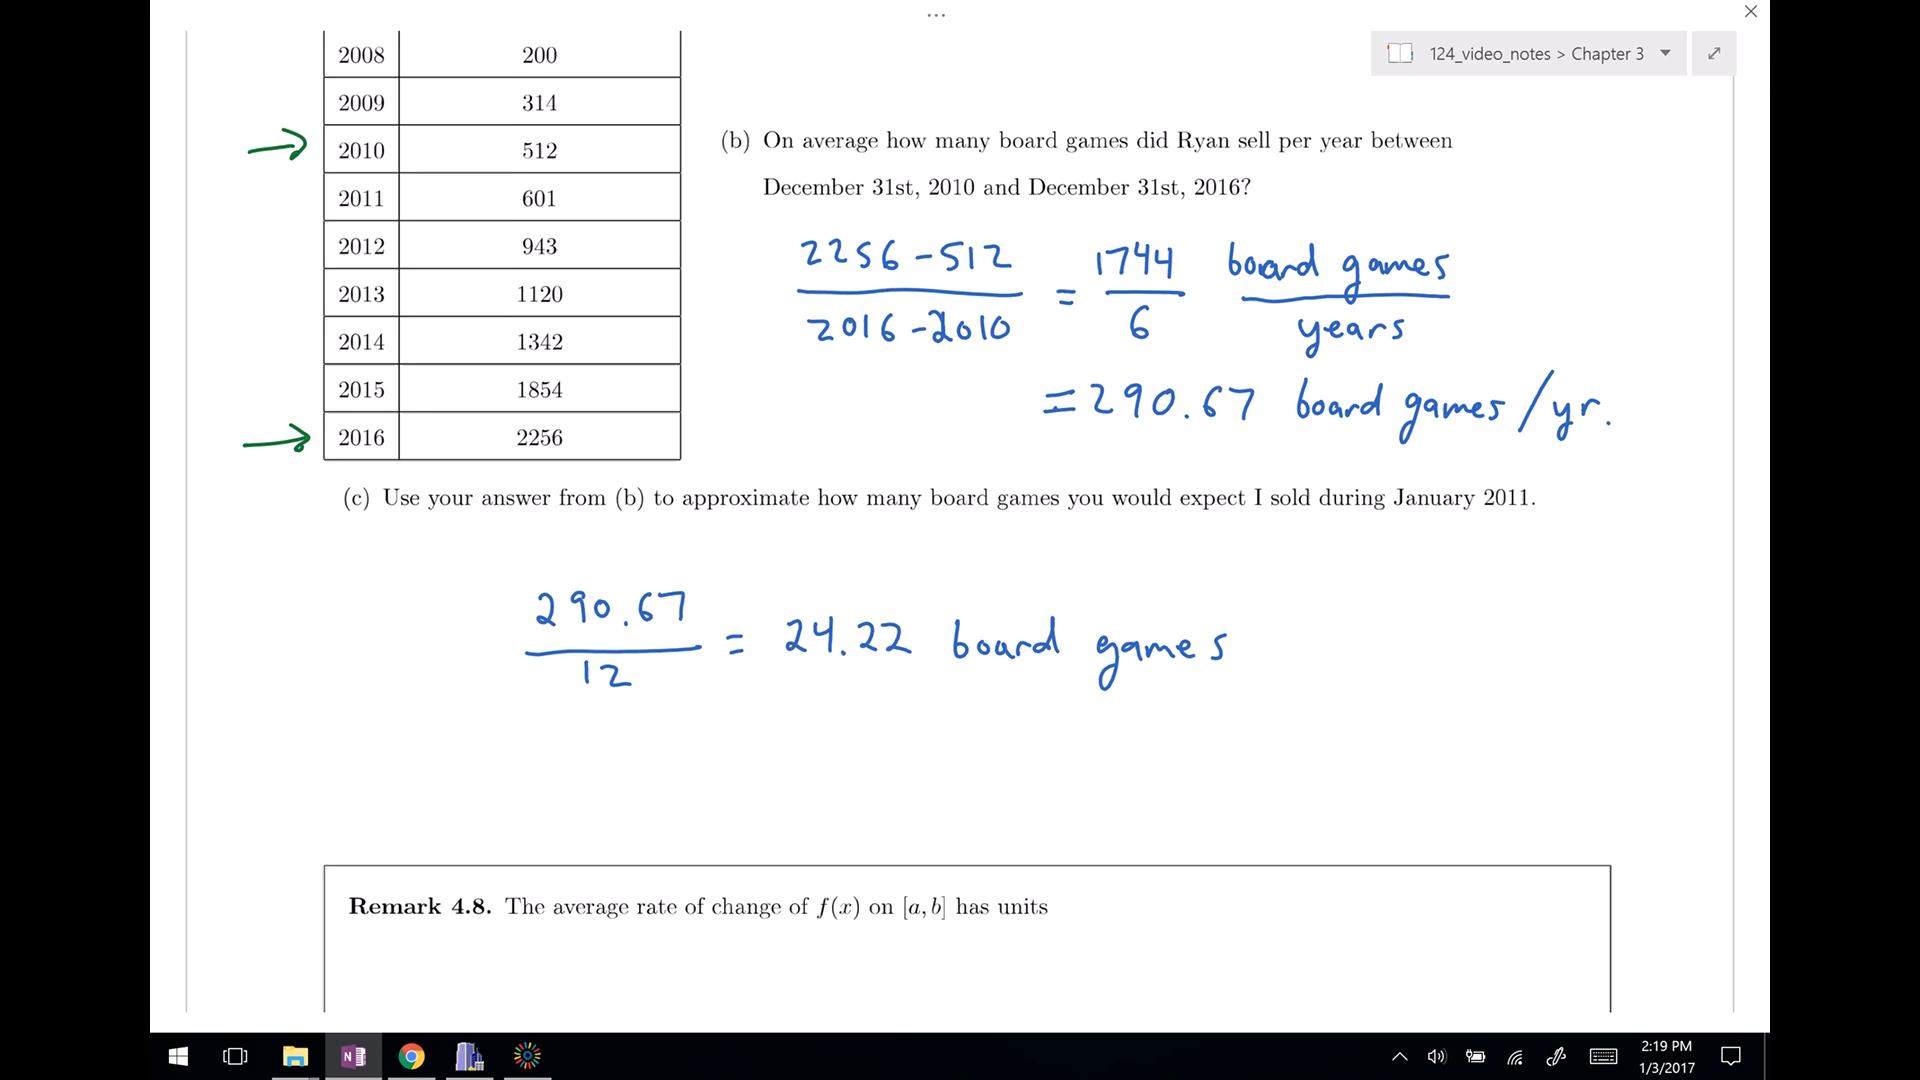 ...
124_video_notes > Chapter 3
2008 200
2009 314
2010 512
2011 601
2012 943
2013 1120
2014 1342
2015 1854
2016 2256
(b) On average how many board games did Ryan sell per year between
December 31st, 2010 and December 31st, 2016?
2256 - 512
2016 - 2010
= 1744
6
board games
years
= 290.67 board games / yr.
(c) Use your answer from (b) to approximate how many board games you would expect I sold during January 2011.
290.67
12
= 24.22 board games
Remark 4.8. The average rate of change of f(x) on [a, b] has units
N
2:19 PM
1/3/2017